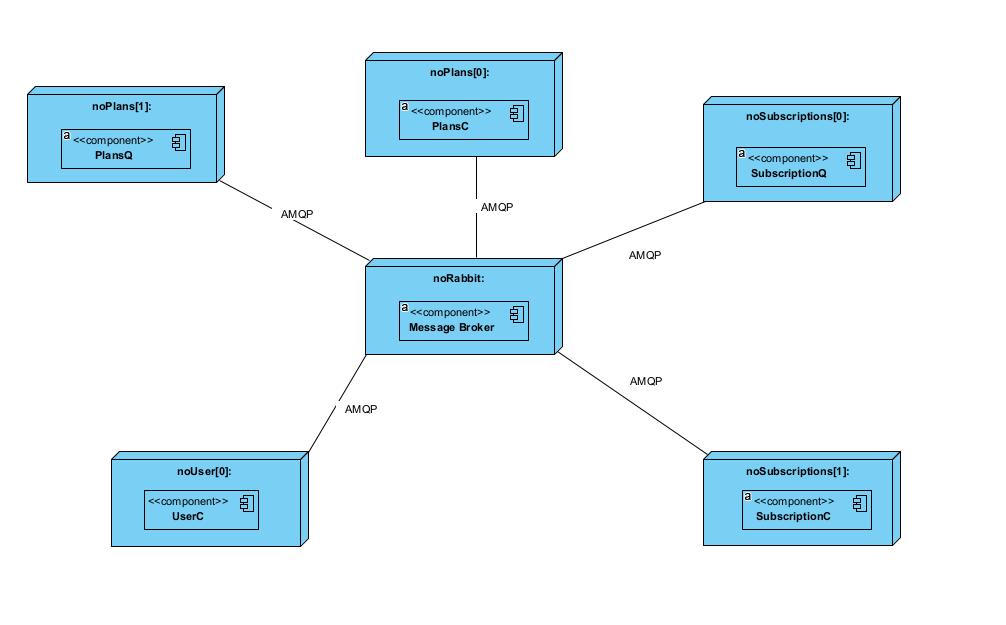 noPlans[0]:
a
<<component>>
PlansC
noPlans[1]:
a
<<component>>
PlansQ
noSubscriptions[0]:
a
<<component>>
SubscriptionQ
AMQP
AMQP
AMQP
noRabbit:
a
<<component>>
Message Broker
AMQP
AMQP
noUser[0]:
<<component>>
UserC
noSubscriptions[1]:
a
<<component>>
SubscriptionC